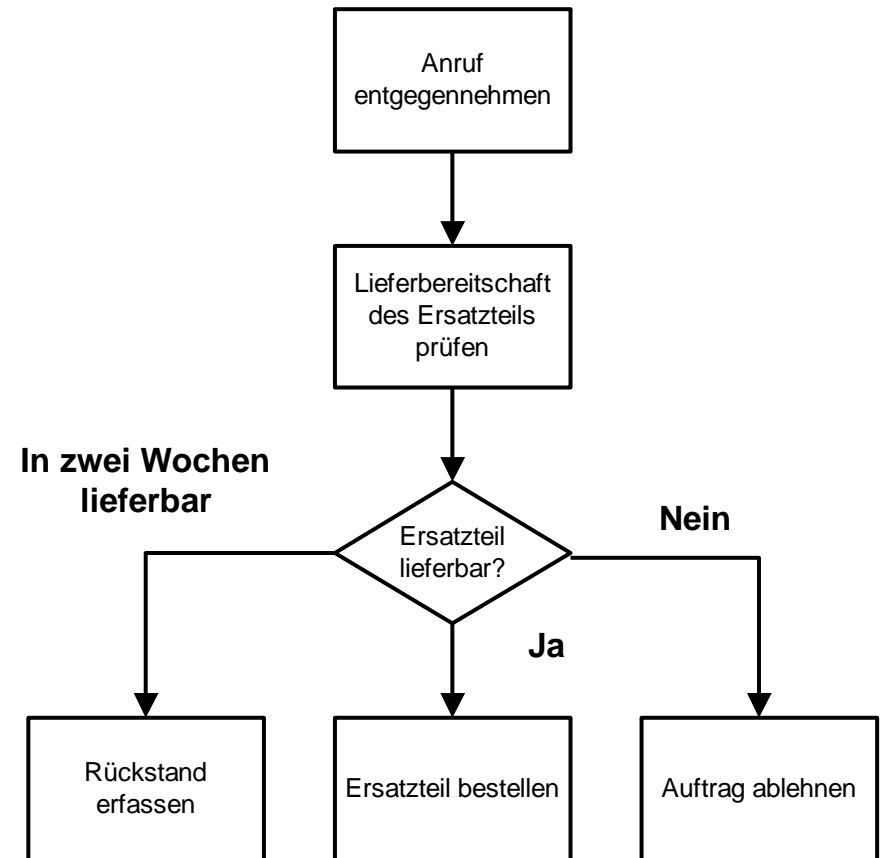 Anruf
entgegennehmen
Lieferbereitschaft
des Ersatzteils
prüfen
In zwei Wochen
lieferbar
Ersatzteil
lieferbar?
Nein
Ja
Rückstand
erfassen
Ersatzteil bestellen
Auftrag ablehnen